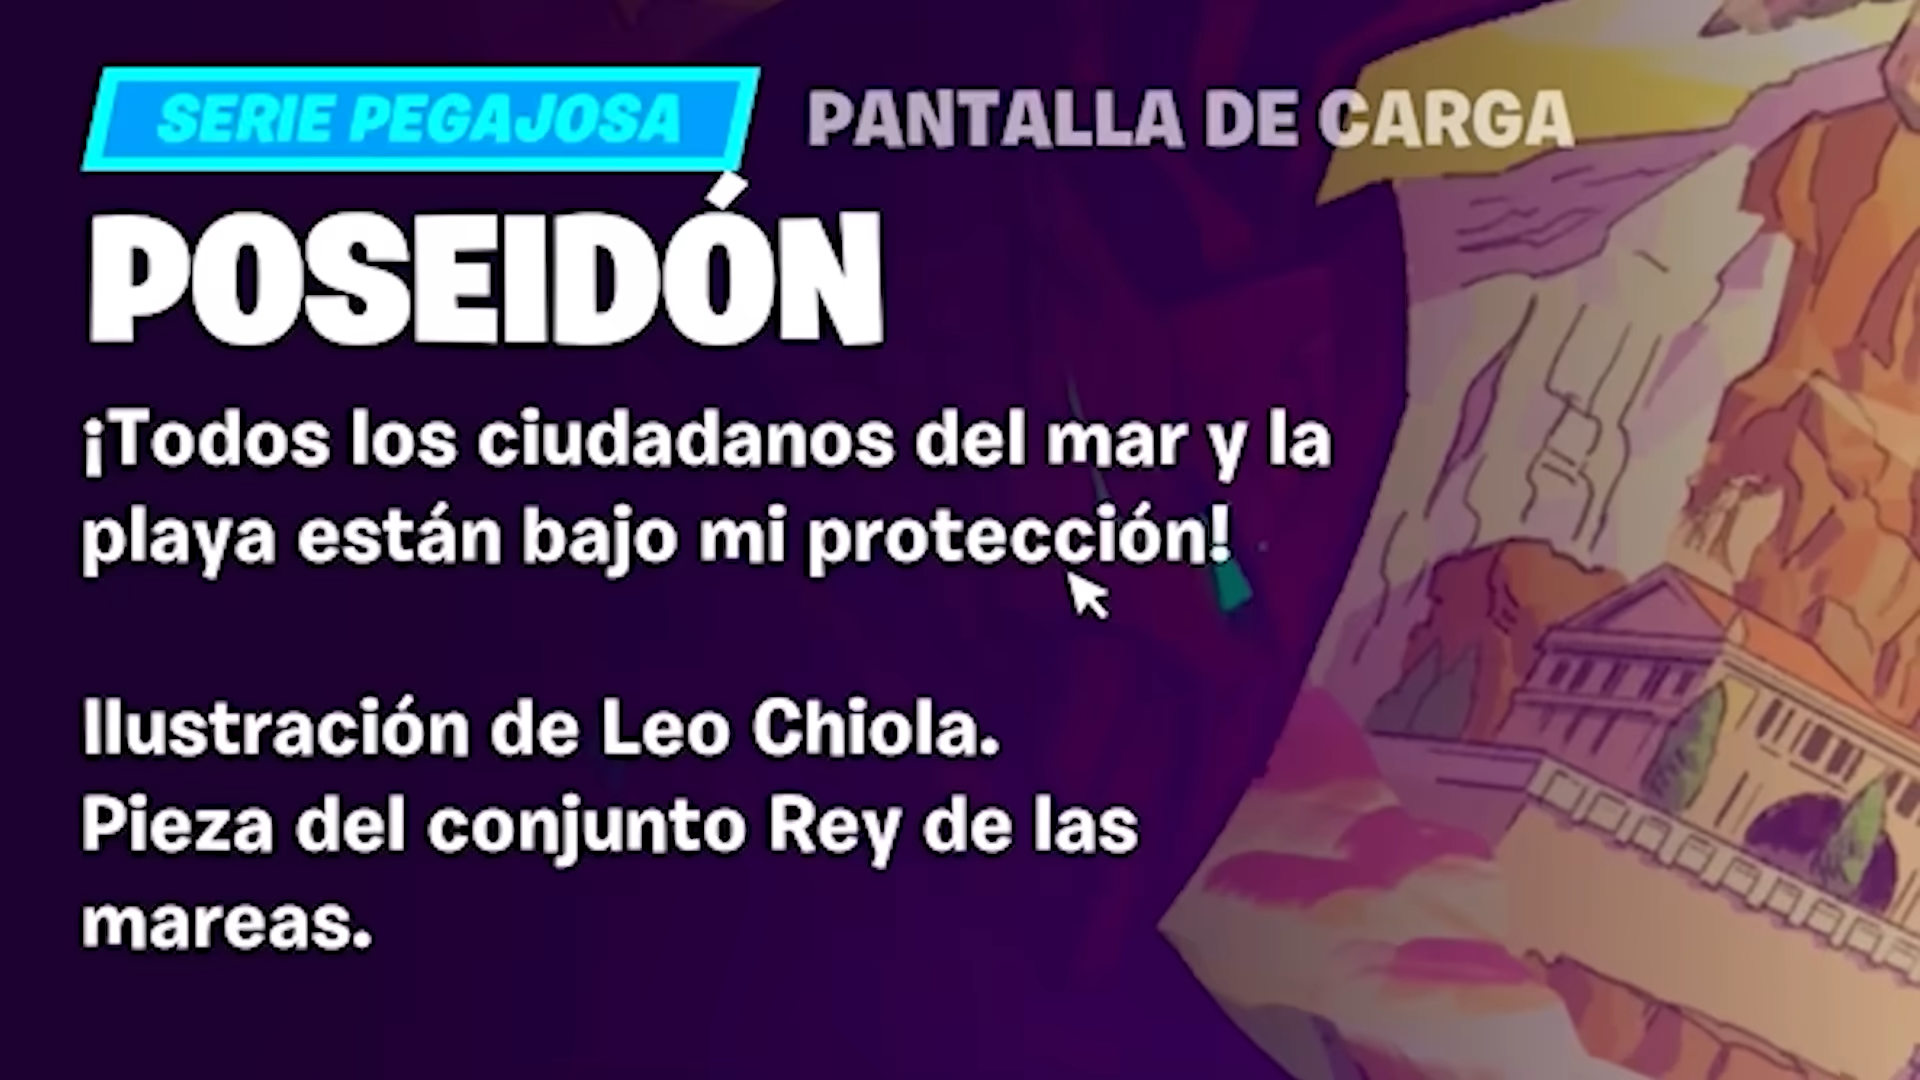 SERIE PEGAJOSA PANTALLA DE CARGA
POSEIDÓN
¡Todos los ciudadanos del mar y la
playa están bajo mi protección!
Ilustración de Leo Chiola.
Pieza del conjunto Rey de las
mareas.